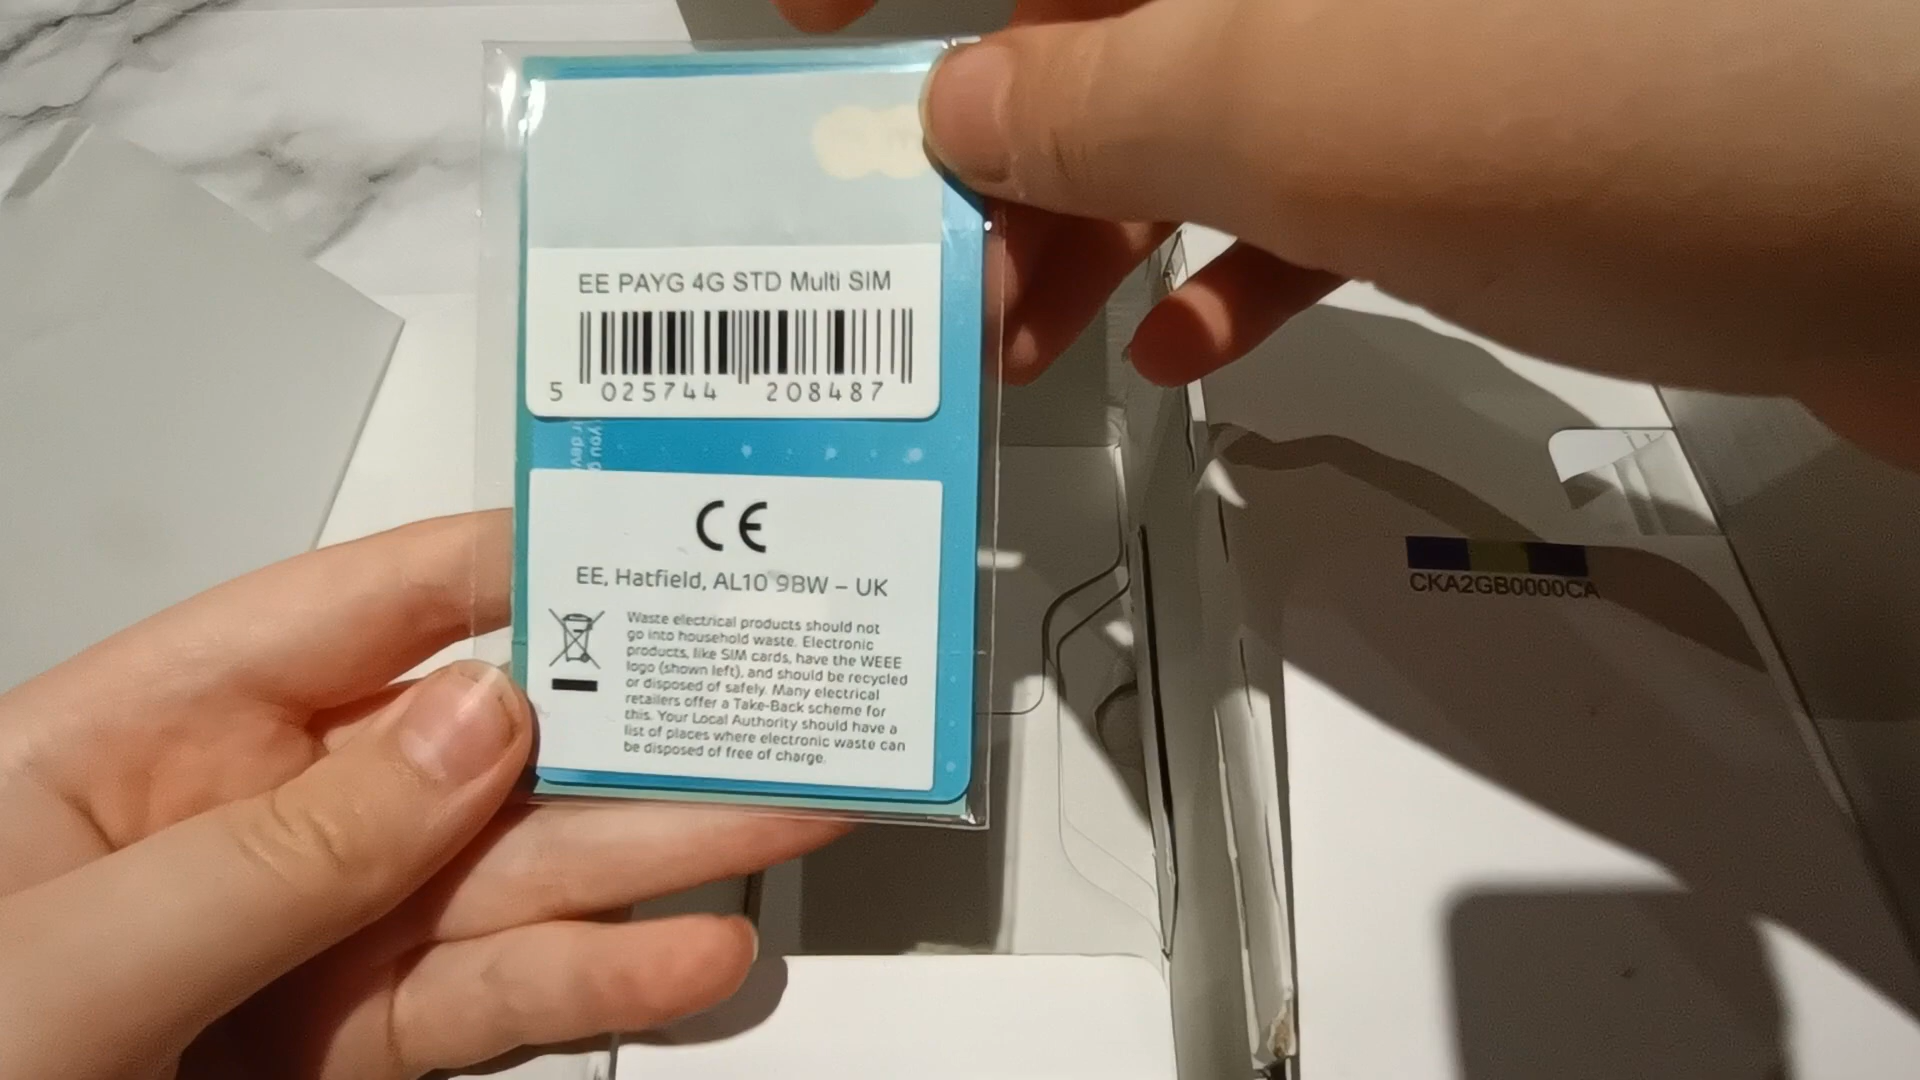 EE PAYG 4G STD Multi SIM
5 025744 208487
you g
r dev
CE
EE, Hatfield, AL10 9BW – UK
Waste electrical products should not
go into household waste. Electronic
products, like SIM cards, have the WEEE
logo (shown left), and should be recycled
or disposed of safely. Many electrical
retailers offer a Take-Back scheme for
this. Your Local Authority should have a
list of places where electronic waste can
be disposed of free of charge.
CKA2GB0000CA